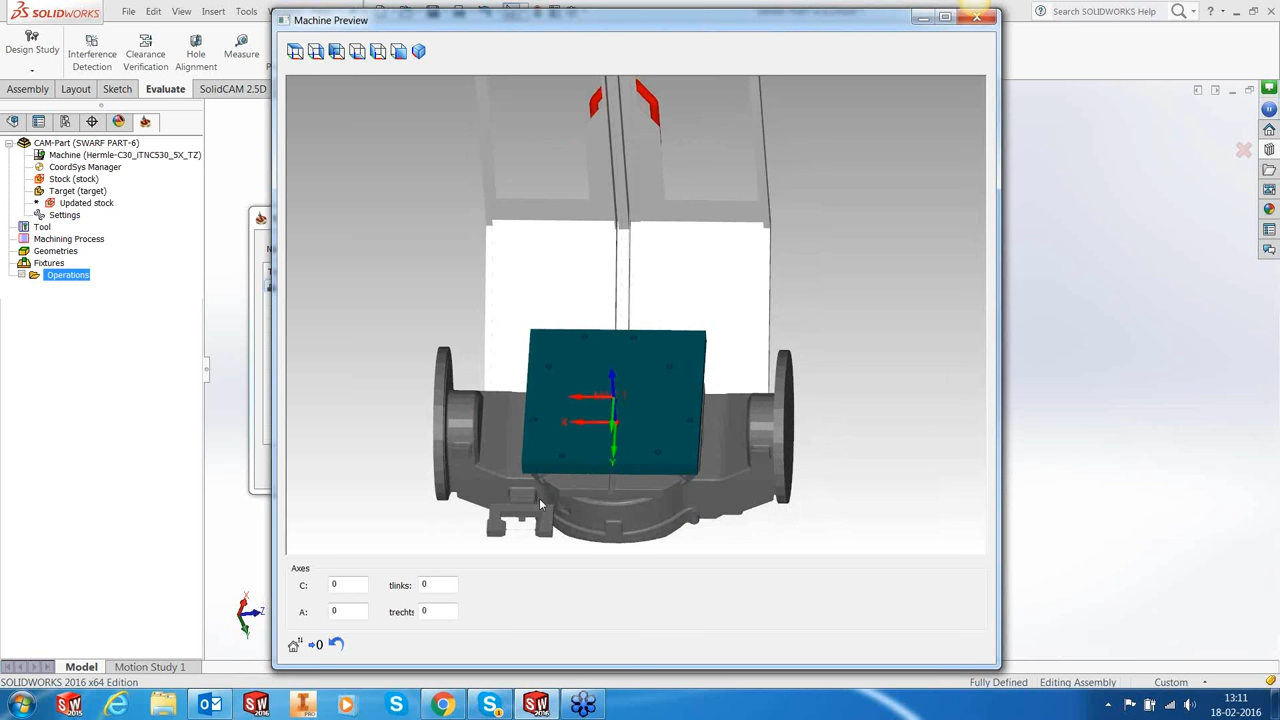 SOLIDWORKS
File Edit View Insert Tools
Machine Preview
Search SOLIDWORKS Help
Design Study
Interference Detection
Clearance Verification
Hole Alignment
Measure
Assembly Layout Sketch Evaluate SolidCAM 2.5D
CAM-Part (SWARF PART-6)
Machine (Hermle-C30_iTNC530_5X_TZ)
CoordSys Manager
Stock (stock)
Target (target)
Updated stock
Settings
Tool
Machining Process
Geometries
Fixtures
Operations
X
Y
Axes
C: 0 tlinks: 0
A: 0 trechts 0
X
Z
Model Motion Study 1
SOLIDWORKS 2016 x64 Edition
Fully Defined Editing Assembly Custom
13:11
18-02-2016